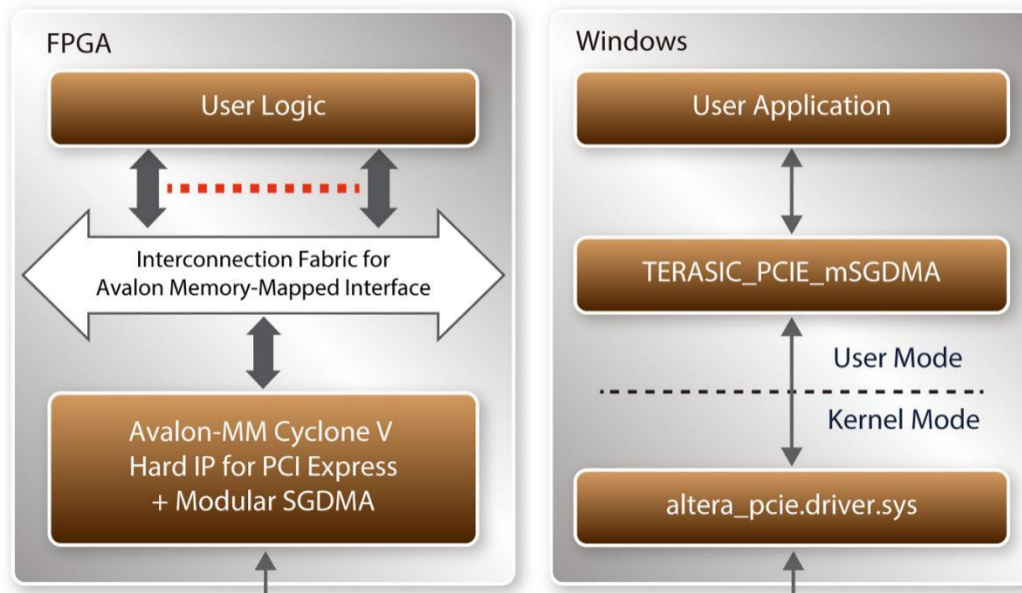 FPGA
User Logic
Interconnection Fabric for
Avalon Memory-Mapped Interface
Avalon-MM Cyclone V
Hard IP for PCI Express
+ Modular SGDMA
Windows
User Application
TERASIC_PCIE_mSGDMA
User Mode
Kernel Mode
altera_pcie.driver.sys